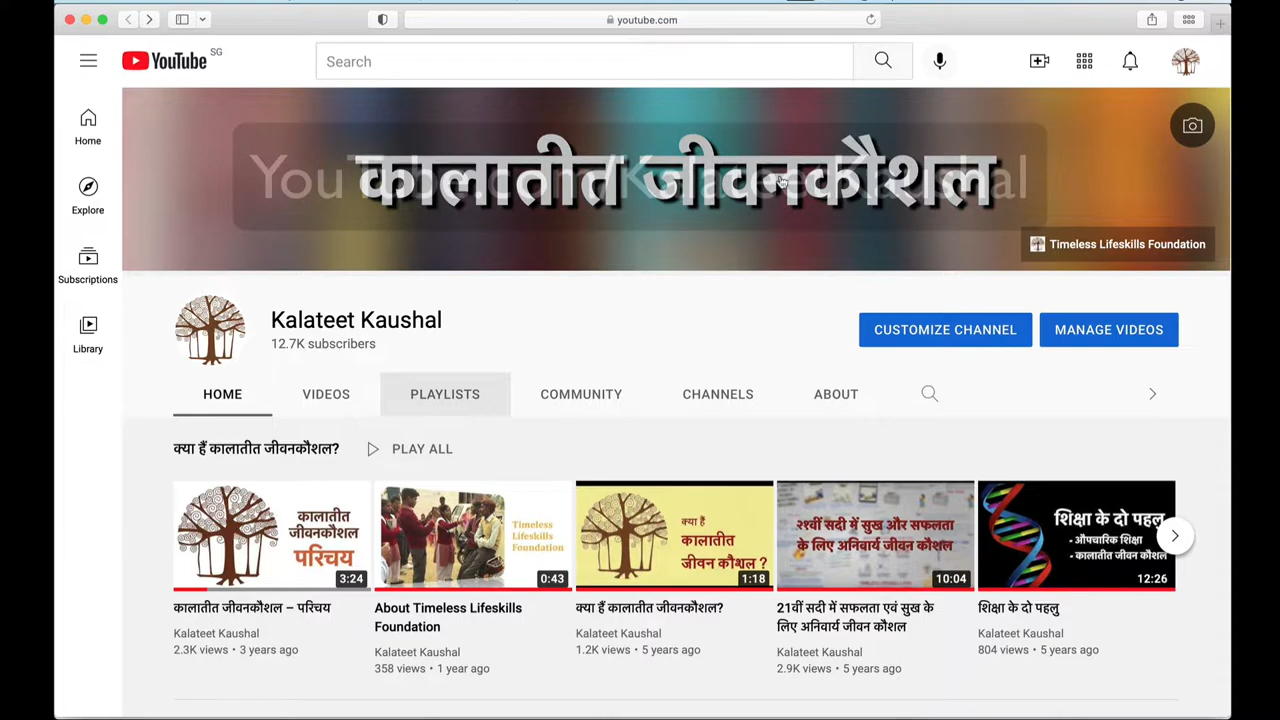 youtube.com
YouTube SG
Search
Home
Explore
Subscriptions
Library
कालातीत जीवनकौशल
You Tube.com/Kalateet Kaushal
Timeless Lifeskills Foundation
Kalateet Kaushal
12.7K subscribers
CUSTOMIZE CHANNEL
MANAGE VIDEOS
HOME VIDEOS PLAYLISTS COMMUNITY CHANNELS ABOUT
क्या हैं कालातीत जीवनकौशल? PLAY ALL
कालातीत
जीवनकौशल
परिचय
3:24
Timeless
Lifeskills
Foundation
0:43
क्या हैं
कालातीत
जीवन कौशल ?
1:18
२१वीं सदी में सुख और सफलता
के लिए अनिवार्य जीवन कौशल
10:04
शिक्षा के दो पहलु
- औपचारिक शिक्षा
- कालातीत जीवन कौशल
12:26
कालातीत जीवनकौशल – परिचय
Kalateet Kaushal
2.3K views • 3 years ago
About Timeless Lifeskills
Foundation
Kalateet Kaushal
358 views • 1 year ago
क्या हैं कालातीत जीवनकौशल?
Kalateet Kaushal
1.2K views • 5 years ago
21वीं सदी में सफलता एवं सुख के
लिए अनिवार्य जीवन कौशल
Kalateet Kaushal
2.9K views • 5 years ago
शिक्षा के दो पहलु
Kalateet Kaushal
804 views • 5 years ago